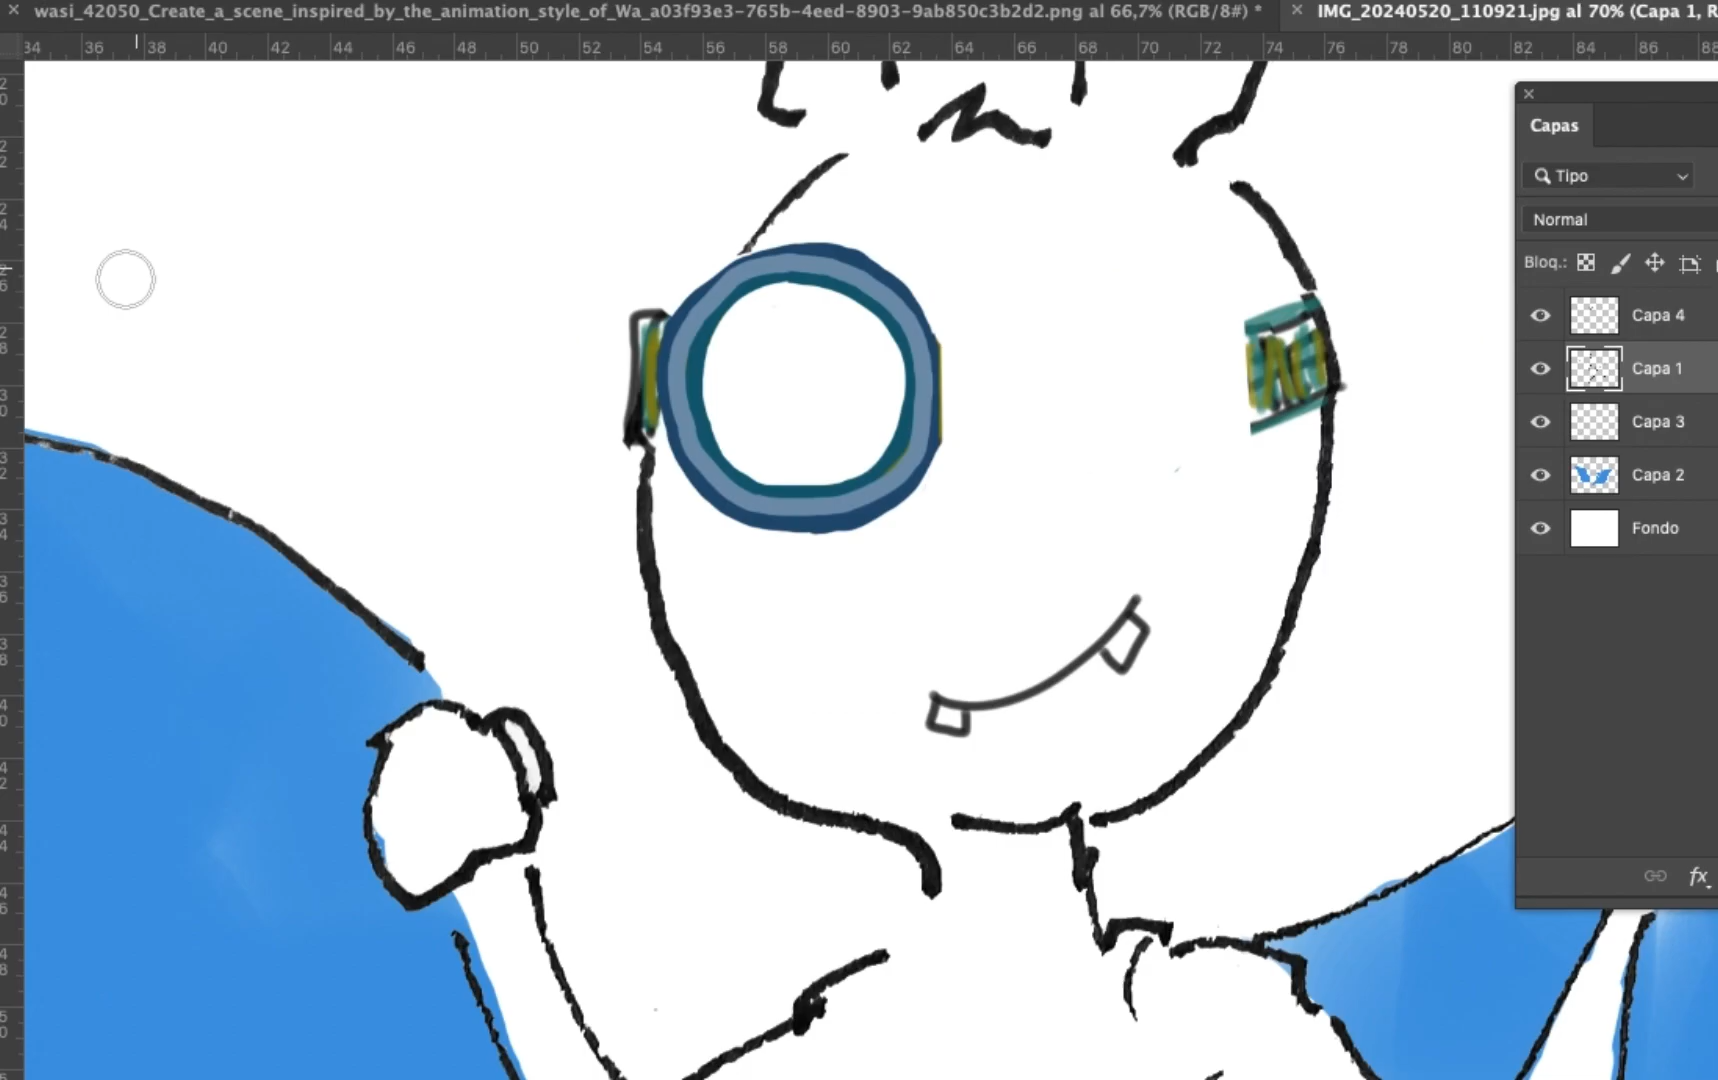 wasi_42050_Create_a_scene_inspired_by_the_animation_style_of_Wa_a03f93e3-765b-4eed-8903-9ab850c3b2d2.png al 66,7% (RGB/8#) *
IMG_20240520_110921.jpg al 70% (Capa 1, R
34 36 38 40 42 44 46 48 50 52 54 56 58 60 62 64 66 68 70 72 74 76 78 80 82 84 86 88
Capas
Tipo
Normal
Bloq.:
Capa 4
Capa 1
Capa 3
Capa 2
Fondo
fx